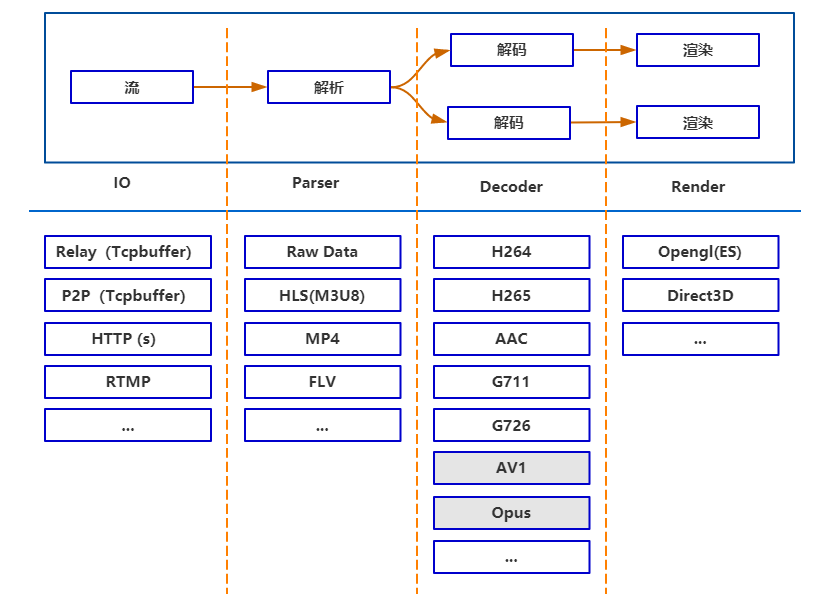 流
解析
解码
渲染
解码
渲染
IO
Parser
Decoder
Render
Relay（Tcpbuffer）
P2P（Tcpbuffer)
HTTP (s)
RTMP
...
Raw Data
HLS(M3U8)
MP4
FLV
...
H264
H265
AAC
G711
G726
AV1
Opus
...
Opengl(ES)
Direct3D
...